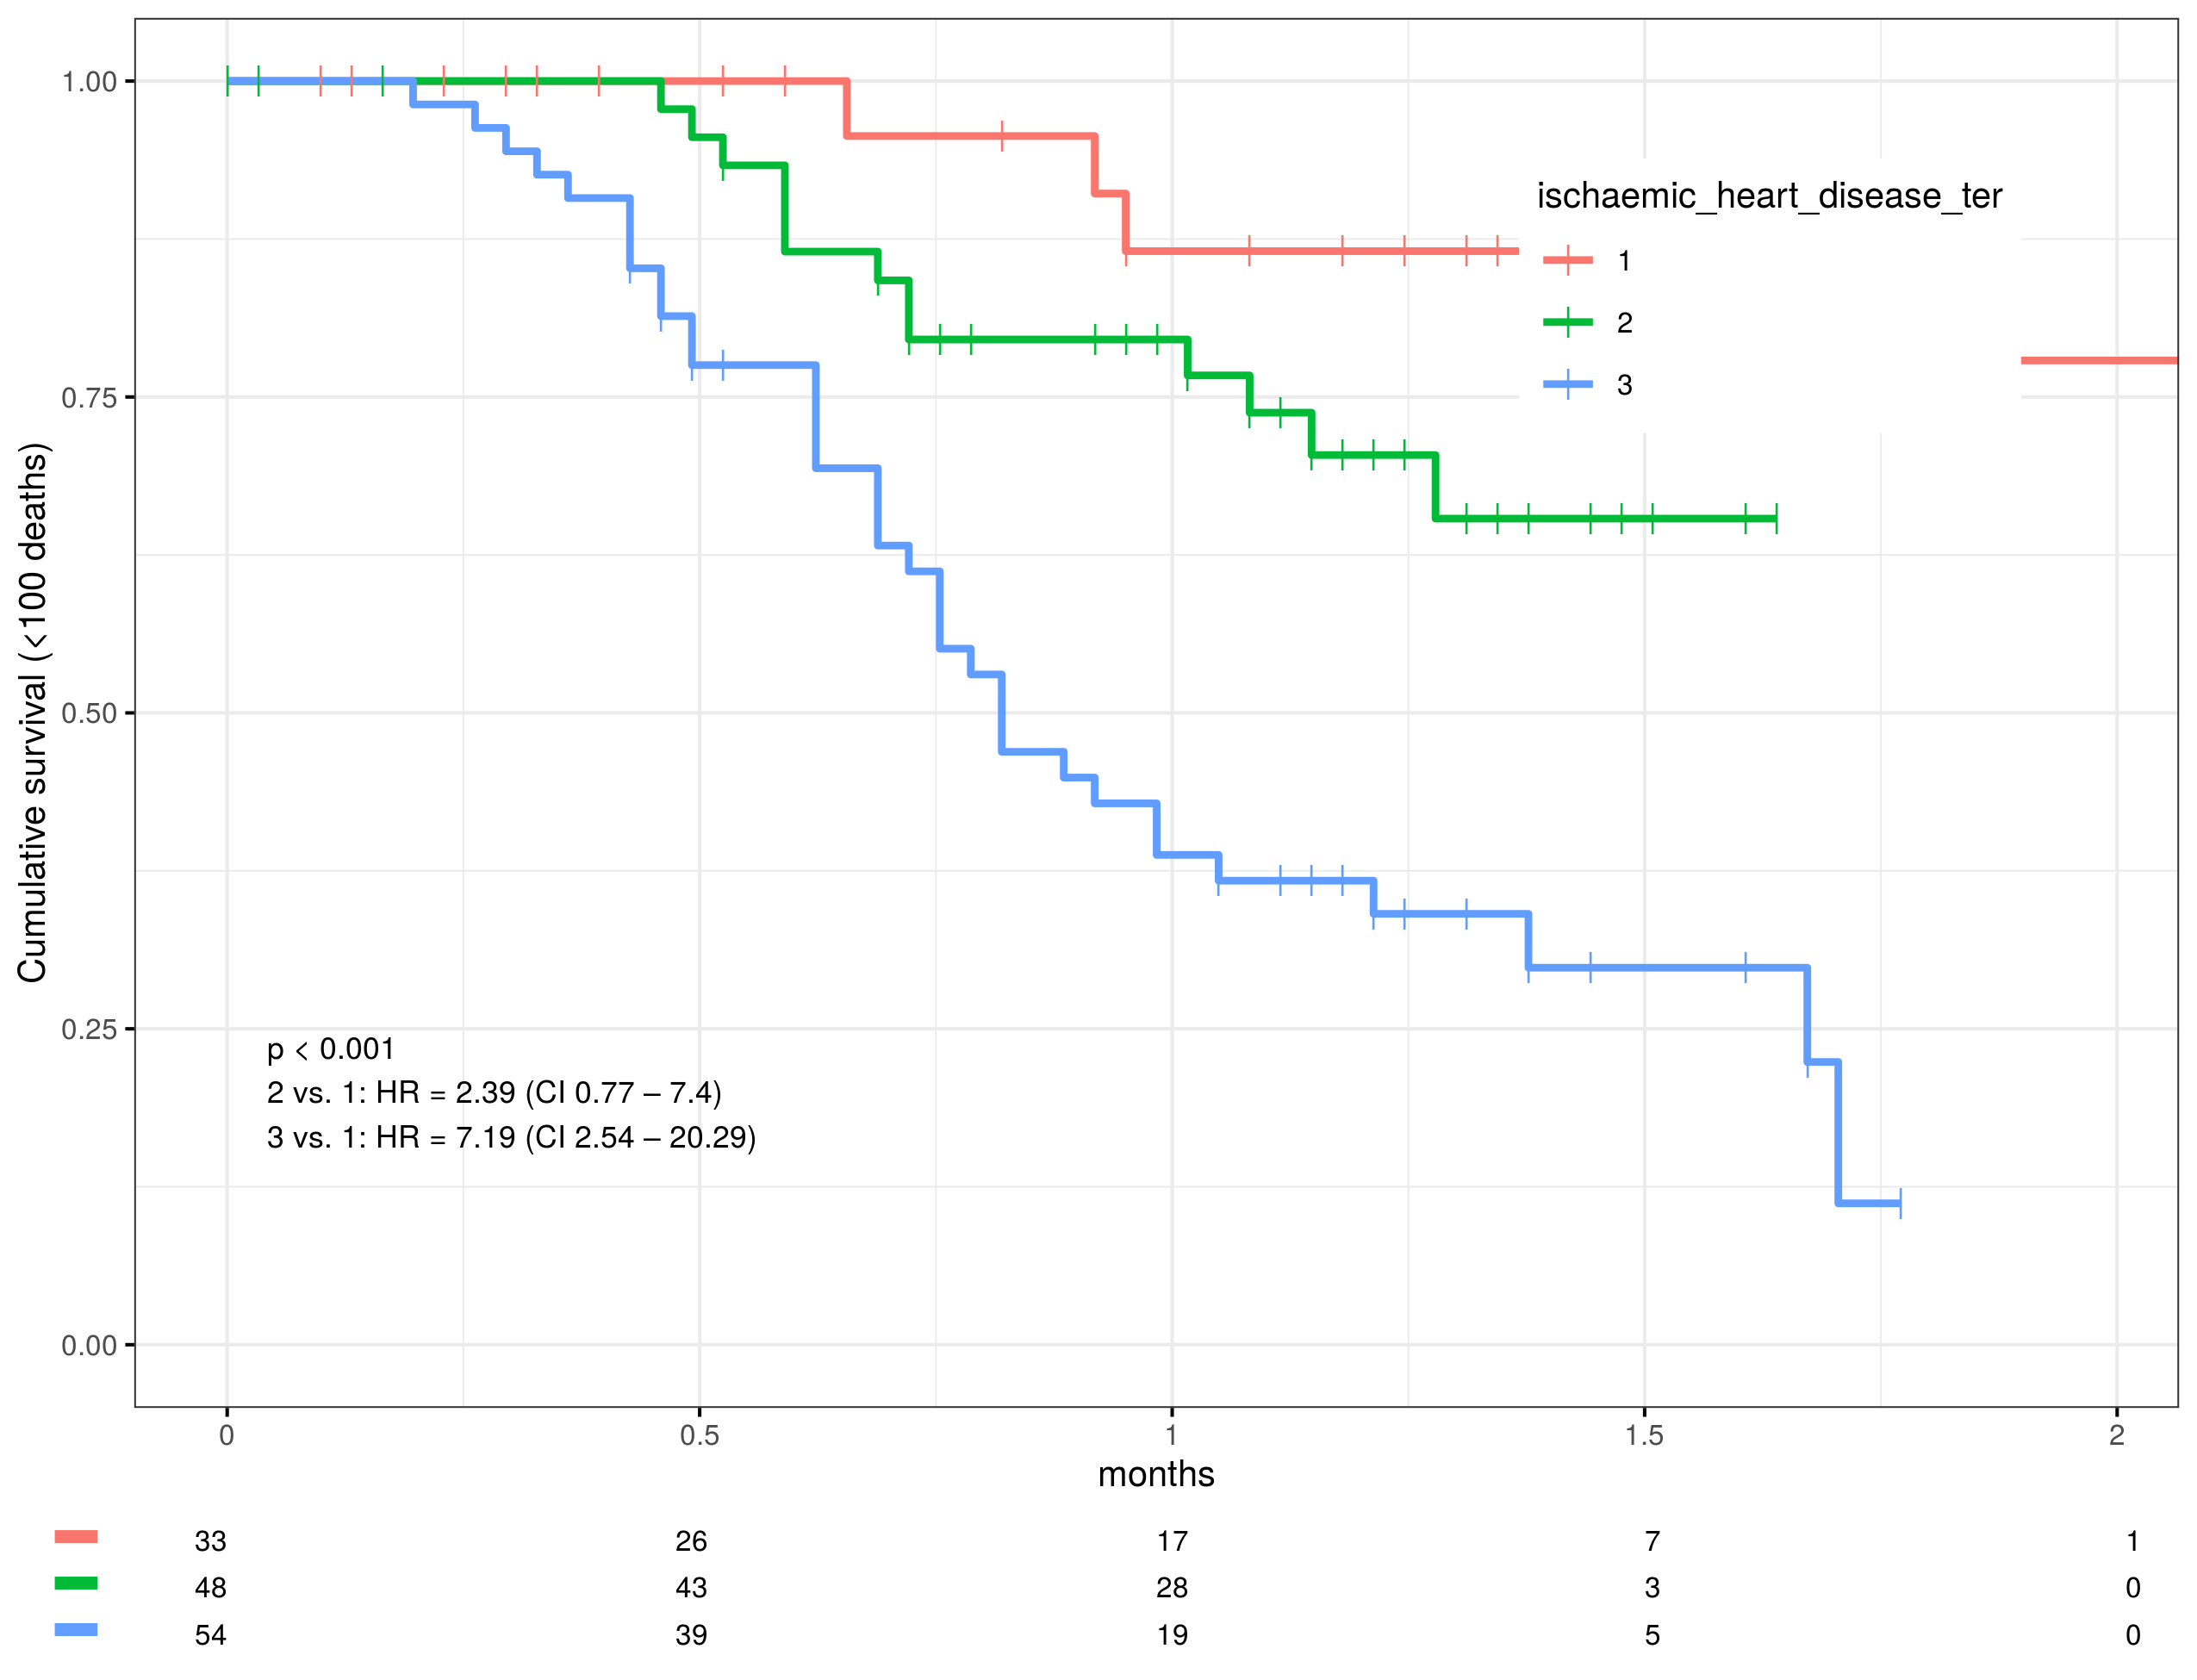 1.00
0.75
0.50
0.25
0.00
Cumulative survival (<100 deaths)
ischaemic_heart_disease_ter
1
2
3
p < 0.001
2 vs. 1: HR = 2.39 (CI 0.77 – 7.4)
3 vs. 1: HR = 7.19 (CI 2.54 – 20.29)
0 0.5 1 1.5 2
months
33 26 17 7 1
48 43 28 3 0
54 39 19 5 0